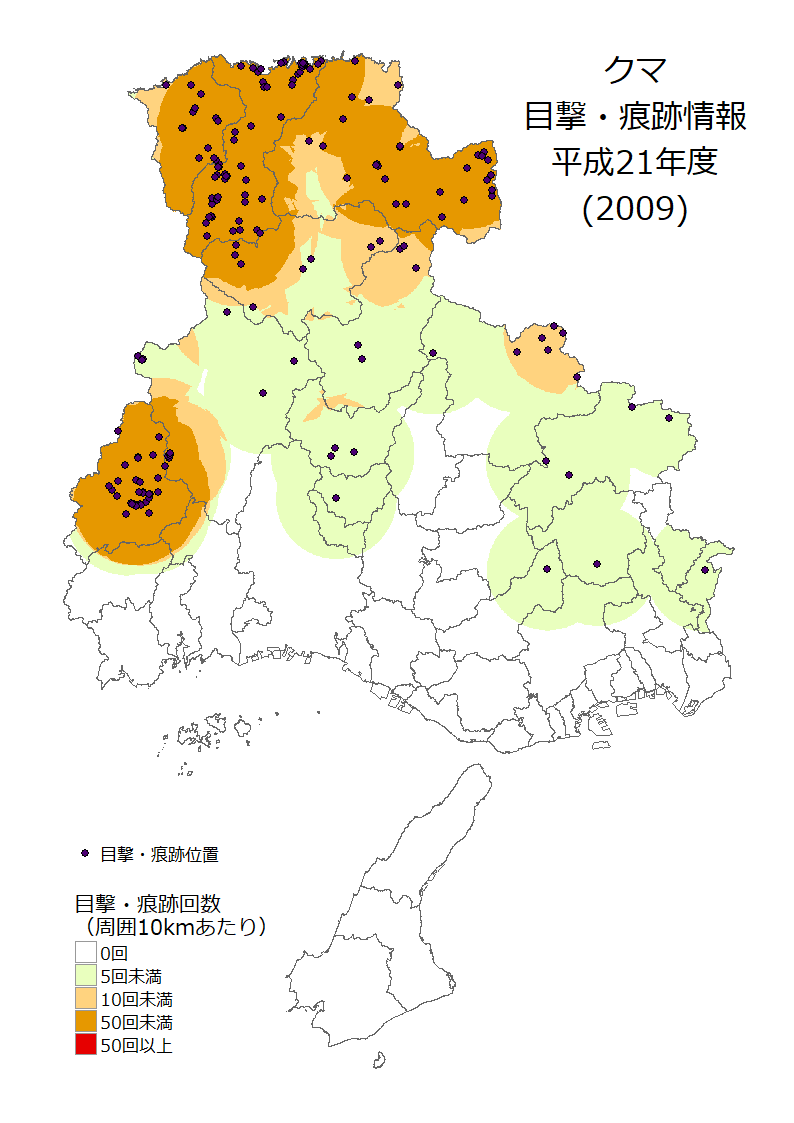 クマ
目撃・痕跡情報
平成21年度
(2009)
目撃・痕跡位置
目撃・痕跡回数
（周囲10kmあたり）
0回
5回未満
10回未満
50回未満
50回以上